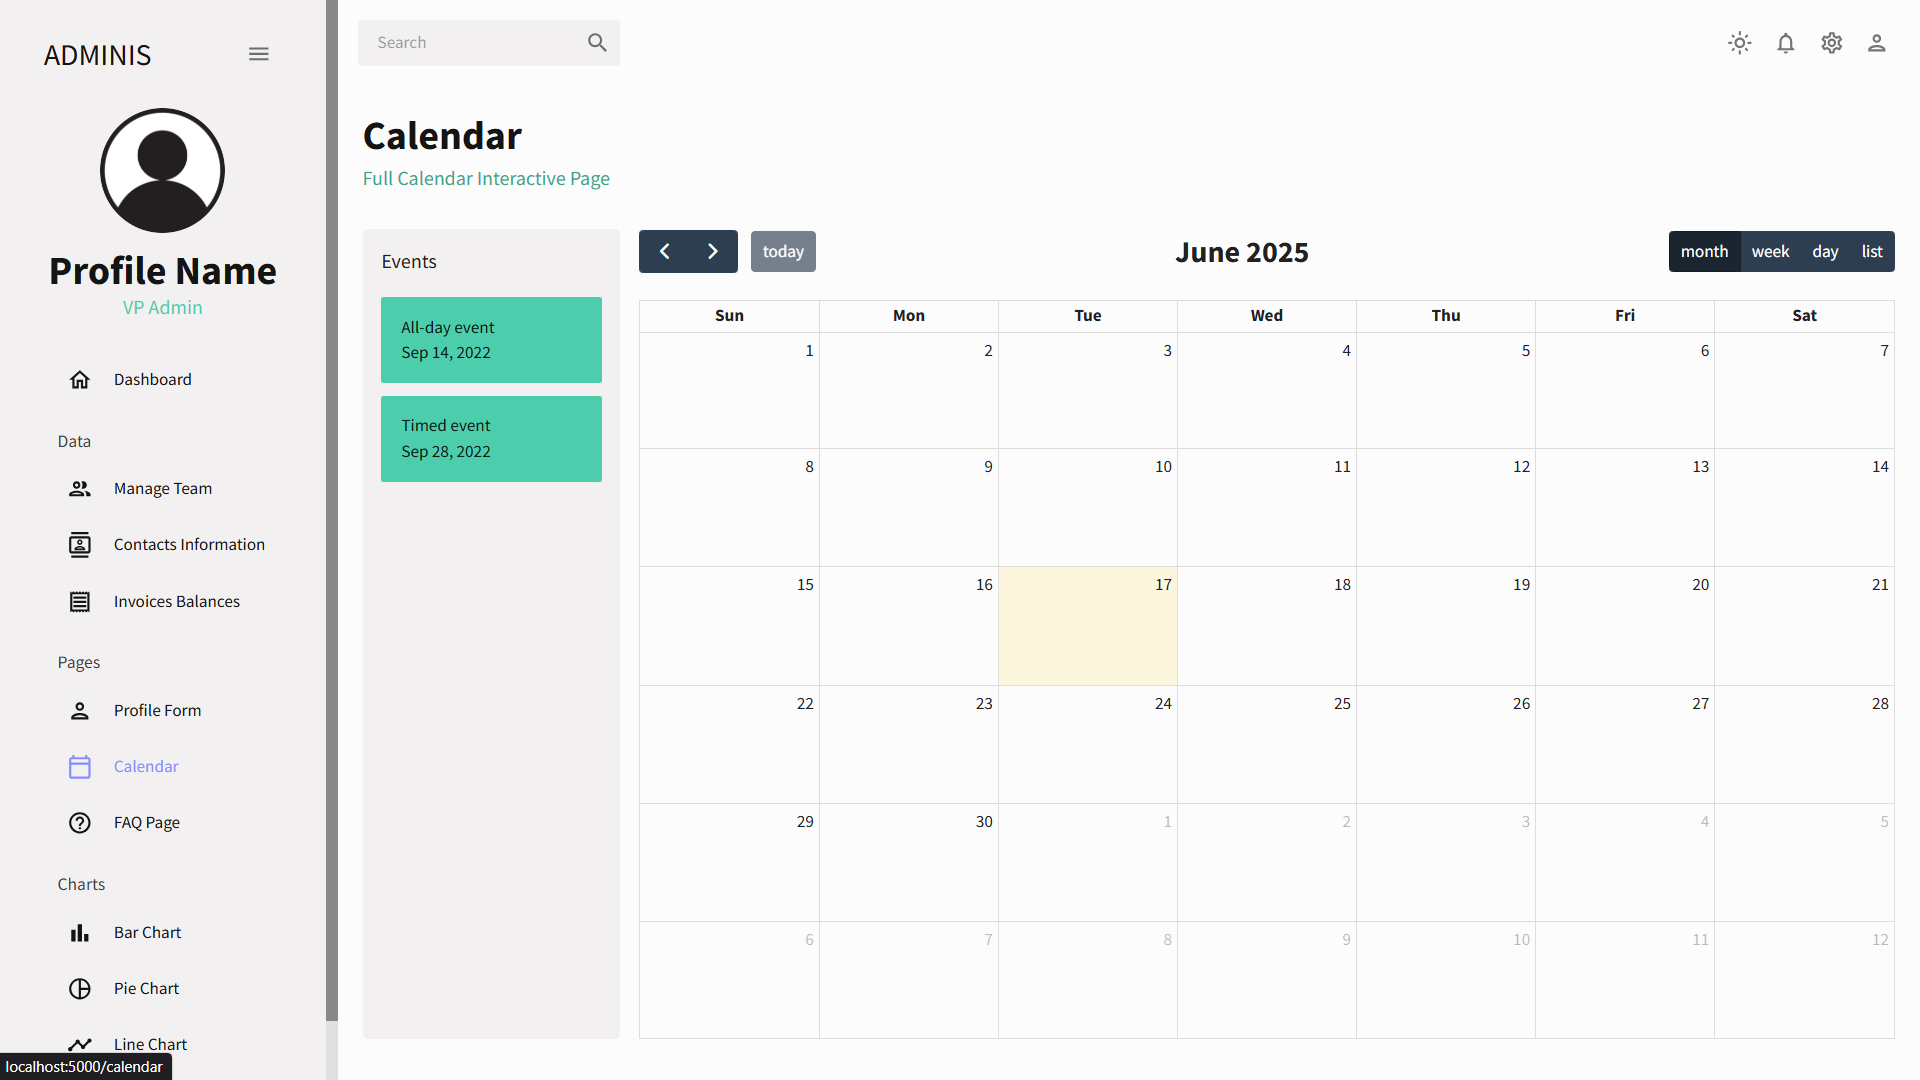 ADMINIS
Profile Name
VP Admin
Dashboard
Data
Manage Team
Contacts Information
Invoices Balances
Pages
Profile Form
Calendar
FAQ Page
Charts
Bar Chart
Pie Chart
Line Chart
localhost:5000/calendar
Search
Calendar
Full Calendar Interactive Page
Events
All-day event
Sep 14, 2022
Timed event
Sep 28, 2022
today
June 2025
month week day list
Sun Mon Tue Wed Thu Fri Sat
1 2 3 4 5 6 7
8 9 10 11 12 13 14
15 16 17 18 19 20 21
22 23 24 25 26 27 28
29 30 1 2 3 4 5
6 7 8 9 10 11 12